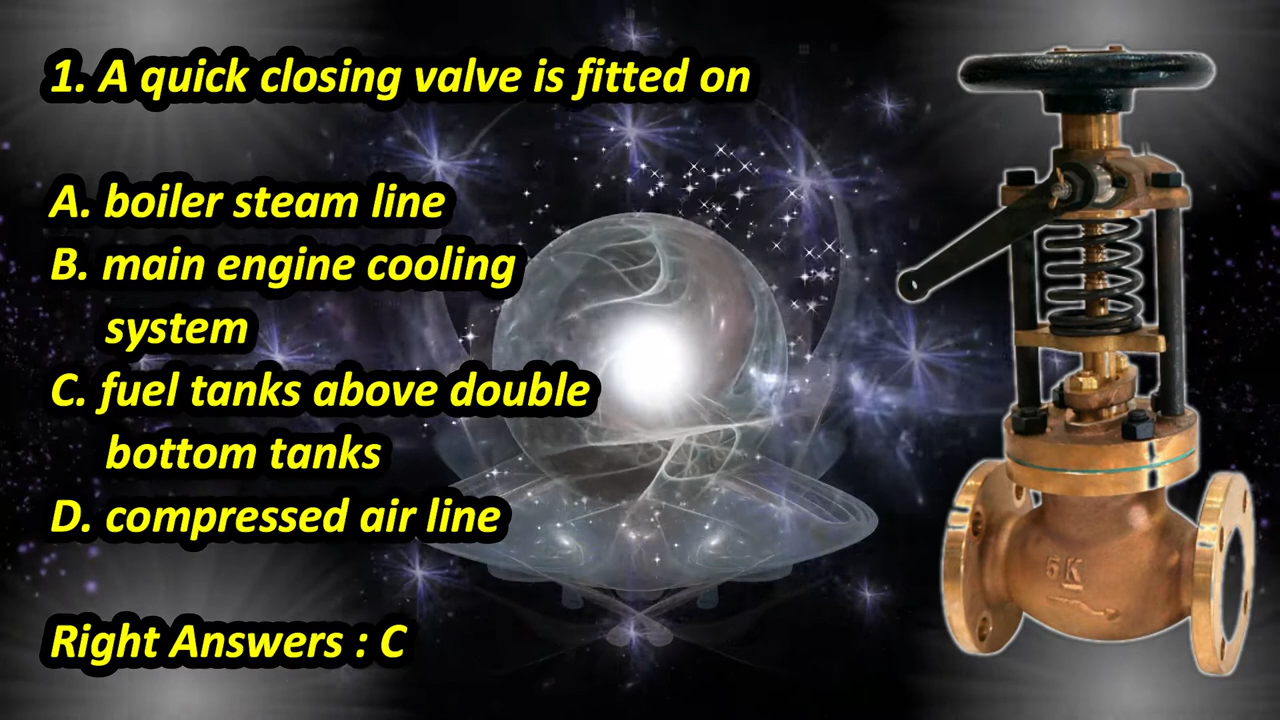 1. A quick closing valve is fitted on
A. boiler steam line
B. main engine cooling
system
C. fuel tanks above double
bottom tanks
D. compressed air line
Right Answers : C
5K